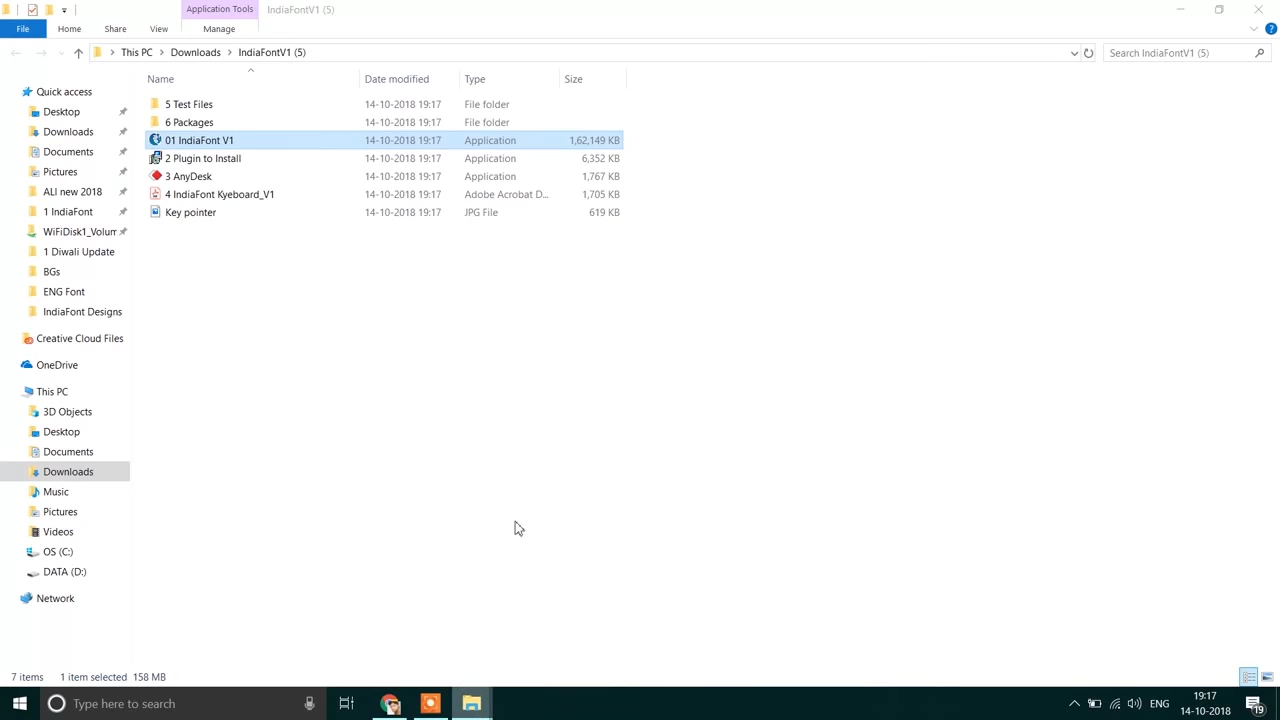 Application Tools
IndiaFontV1 (5)
File
Home
Share
View
Manage
This PC
Downloads
IndiaFontV1 (5)
Search IndiaFontV1 (5)
Name
Date modified
Type
Size
5 Test Files
14-10-2018 19:17
File folder
6 Packages
14-10-2018 19:17
File folder
01 IndiaFont V1
14-10-2018 19:17
Application
1,62,149 KB
2 Plugin to Install
14-10-2018 19:17
Application
6,352 KB
3 AnyDesk
14-10-2018 19:17
Application
1,767 KB
4 IndiaFont Kyeboard_V1
14-10-2018 19:17
Adobe Acrobat D...
1,705 KB
Key pointer
14-10-2018 19:17
JPG File
619 KB
Quick access
Desktop
Downloads
Documents
Pictures
ALI new 2018
1 IndiaFont
WiFiDisk1_Volum
1 Diwali Update
BGs
ENG Font
IndiaFont Designs
Creative Cloud Files
OneDrive
This PC
3D Objects
Desktop
Documents
Downloads
Music
Pictures
Videos
OS (C:)
DATA (D:)
Network
7 items
1 item selected 158 MB
Type here to search
ENG
19:17
14-10-2018
19